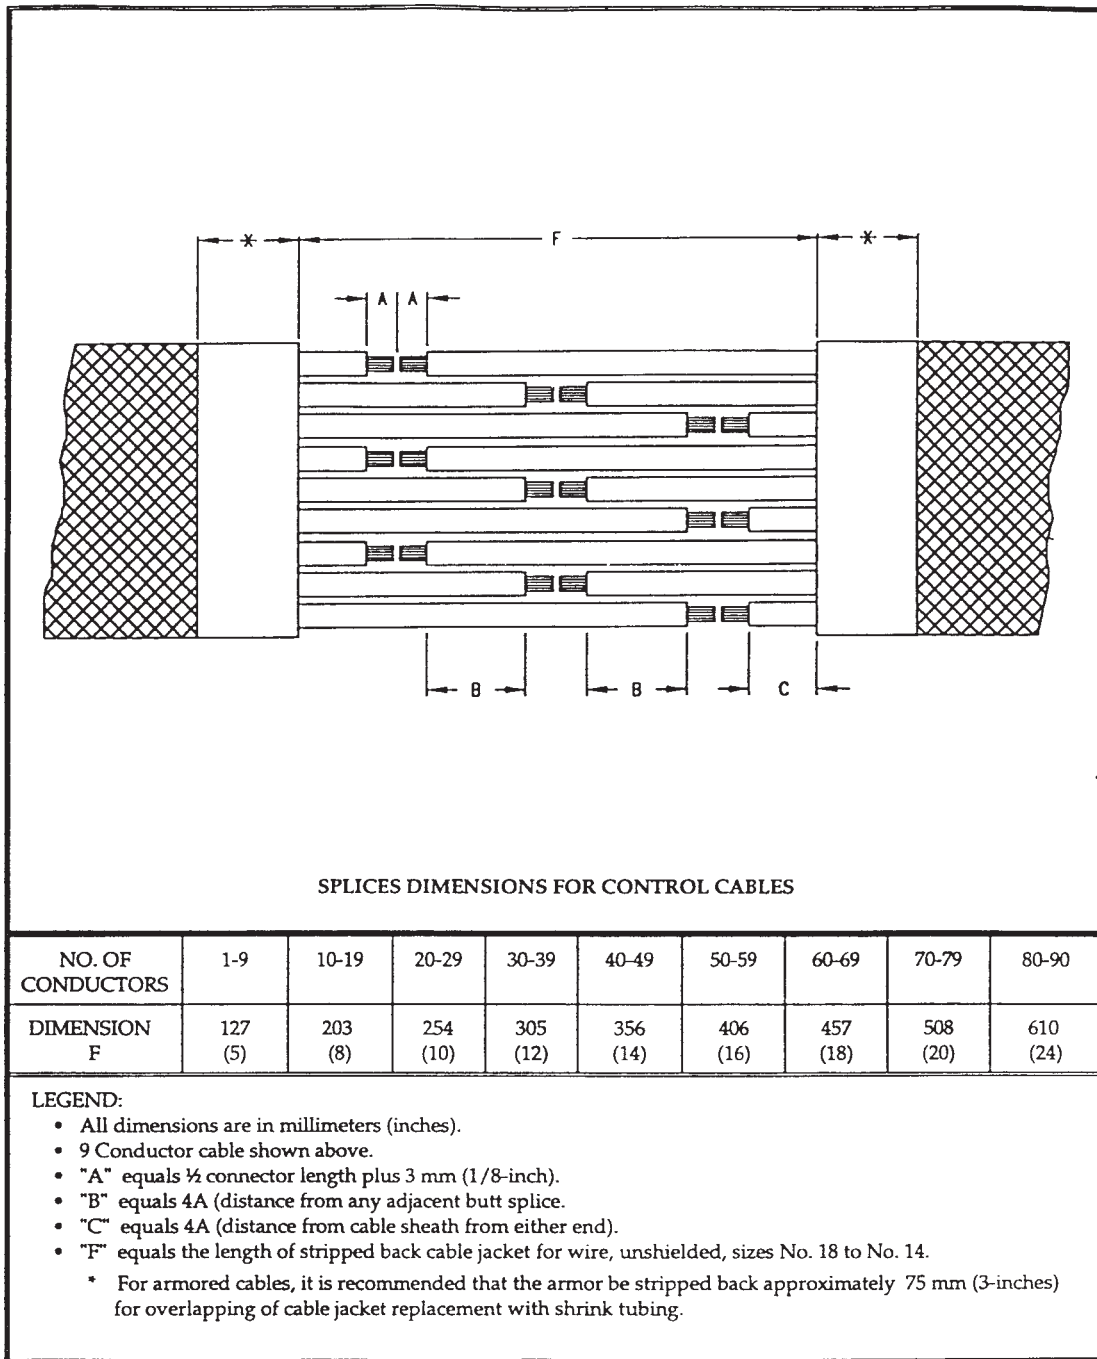 X F X
A A
B B C
SPLICES DIMENSIONS FOR CONTROL CABLES
NO. OF CONDUCTORS 1-9 10-19 20-29 30-39 40-49 50-59 60-69 70-79 80-90
DIMENSION F 127 (5) 203 (8) 254 (10) 305 (12) 356 (14) 406 (16) 457 (18) 508 (20) 610 (24)
LEGEND:
• All dimensions are in millimeters (inches).
• 9 Conductor cable shown above.
• "A" equals ½ connector length plus 3 mm (1/8-inch).
• "B" equals 4A (distance from any adjacent butt splice.
• "C" equals 4A (distance from cable sheath from either end).
• "F" equals the length of stripped back cable jacket for wire, unshielded, sizes No. 18 to No. 14.
* For armored cables, it is recommended that the armor be stripped back approximately 75 mm (3-inches)
for overlapping of cable jacket replacement with shrink tubing.